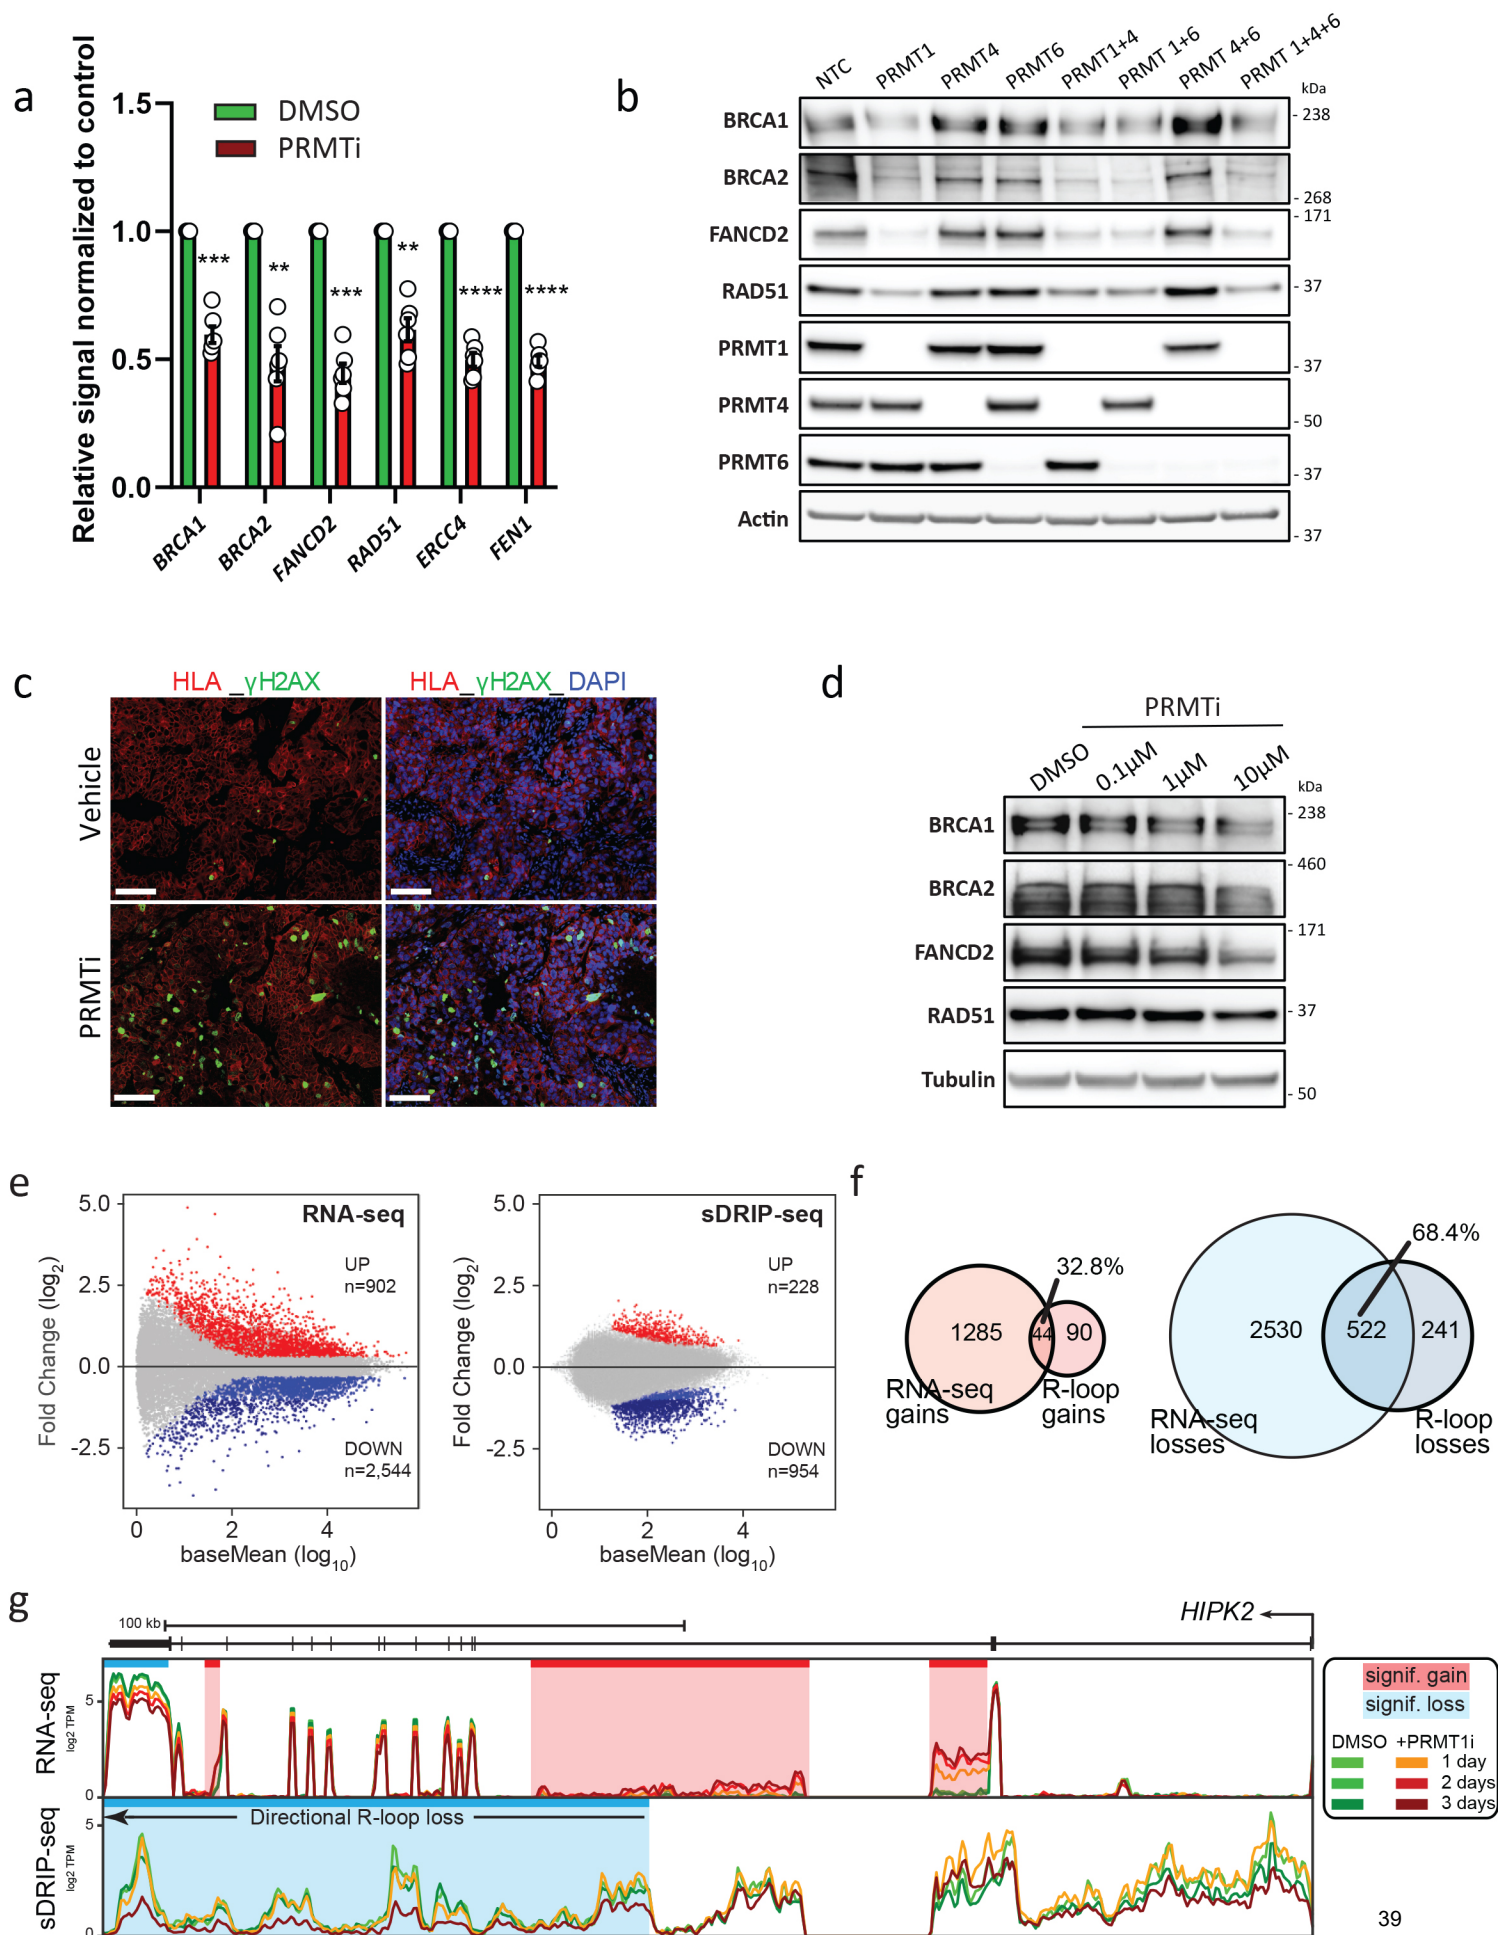 a
Relative signal normalized to control
1.5
1.0
0.5
0.0
DMSO
PRMTi
***
**
***
**
****
****
BRCA1
BRCA2
FANCD2
RAD51
ERCC4
FEN1
b
NTC
PRMT1
PRMT4
PRMT6
PRMT1+4
PRMT 1+6
PRMT 4+6
PRMT 1+4+6
kDa
BRCA1
- 238
BRCA2
- 268
FANCD2
- 171
RAD51
- 37
PRMT1
- 37
PRMT4
- 50
PRMT6
- 37
Actin
- 37
c
HLA_γH2AX
HLA_γH2AX_DAPI
Vehicle
PRMTi
d
PRMTi
DMSO
0.1µM
1µM
10µM
kDa
BRCA1
- 238
BRCA2
- 460
FANCD2
- 171
RAD51
- 37
Tubulin
- 50
e
Fold Change (log2)
5.0
2.5
0.0
-2.5
RNA-seq
UP
n=902
DOWN
n=2,544
0
2
4
baseMean (log10)
Fold Change (log2)
5.0
2.5
0.0
-2.5
sDRIP-seq
UP
n=228
DOWN
n=954
0
2
4
baseMean (log10)
f
32.8%
1285
44
90
RNA-seq
gains
R-loop
gains
68.4%
2530
522
241
RNA-seq
losses
R-loop
losses
g
100 kb
HIPK2
RNA-seq
log2 TPM
5
0
sDRIP-seq
log2 TPM
5
0
Directional R-loop loss
signif. gain
signif. loss
DMSO +PRMT1i
1 day
2 days
3 days
39